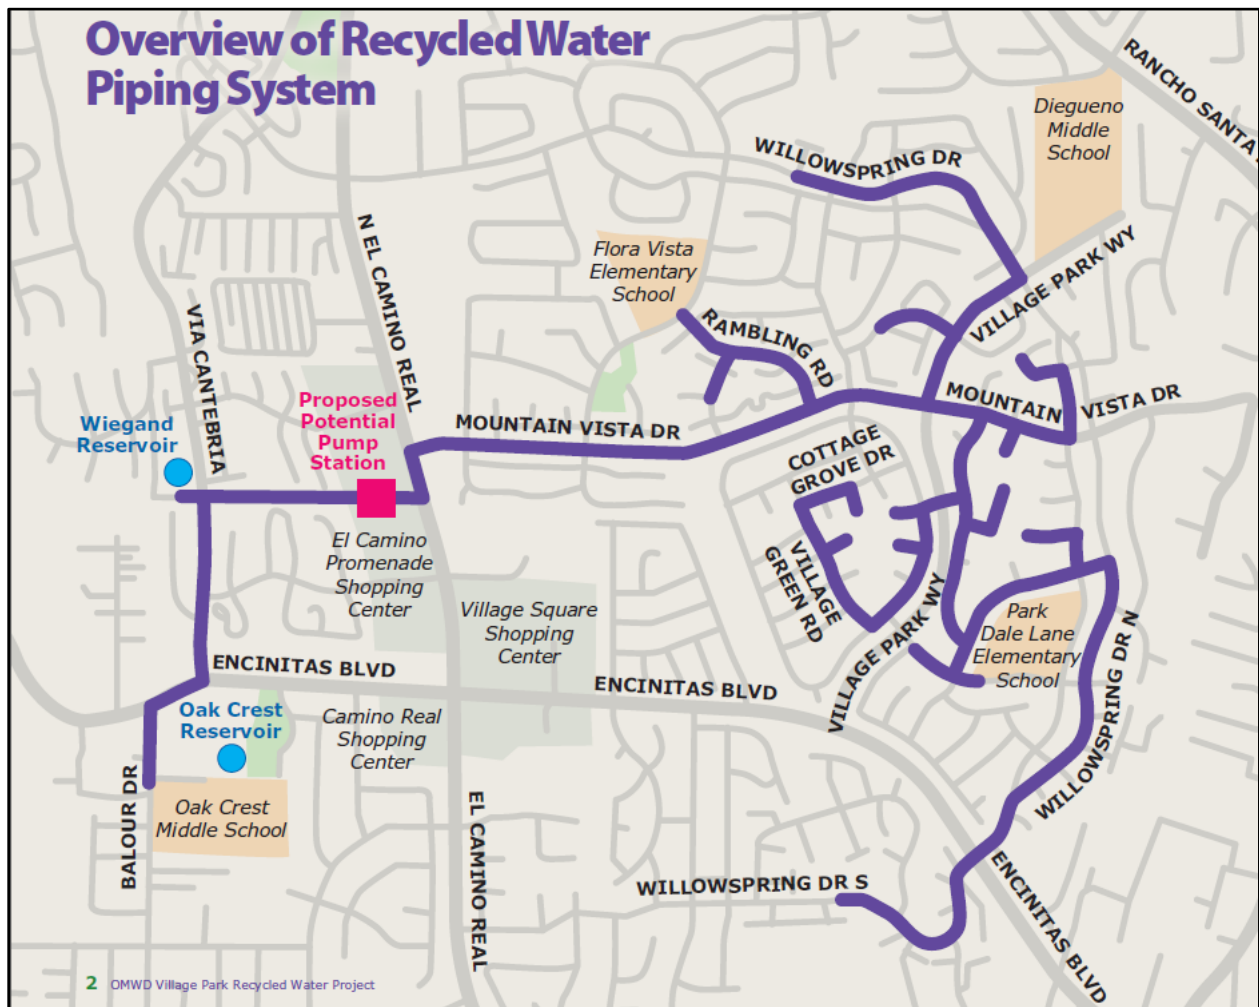 Overview of Recycled Water
Piping System
RANCHO SANTA
Diegueno
Middle
School
WILLOWSPRING DR
N EL CAMINO REAL
Flora Vista
Elementary
School
VILLAGE PARK WY
RAMBLING RD
VIA CANTEBRIA
Proposed
Potential
Pump
Station
MOUNTAIN VISTA DR
MOUNTAIN VISTA DR
Wiegand
Reservoir
COTTAGE
GROVE DR
El Camino
Promenade
Shopping
Center
VILLAGE
GREEN RD
Village Square
Shopping
Center
VILLAGE PARK WY
Park
Dale Lane
Elementary
School
WILLOWSPRING DR N
ENCINITAS BLVD
ENCINITAS BLVD
Oak Crest
Reservoir
Camino Real
Shopping
Center
BALOUR DR
Oak Crest
Middle School
EL CAMINO REAL
WILLOWSPRING DR S
ENCINITAS BLVD
2 OMWD Village Park Recycled Water Project